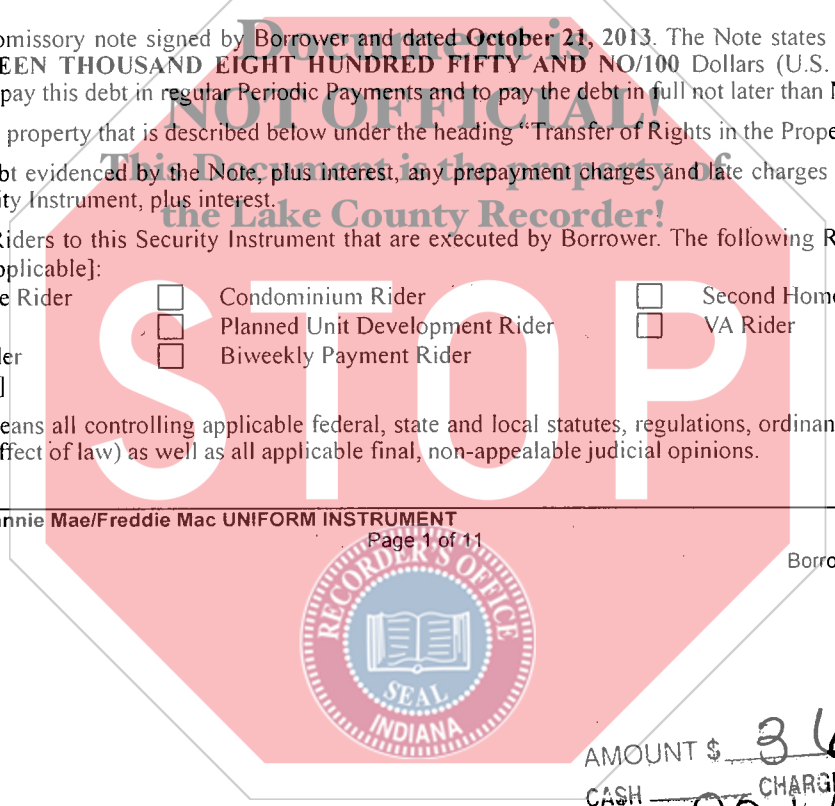 Document is
omissory note signed by Borrower and dated October 21, 2013. The Note states
EEN THOUSAND EIGHT HUNDRED FIFTY AND NO/100 Dollars (U.S.
pay this debt in regular Periodic Payments and to pay the debt in full not later than
NOT OFFICIAL!
property that is described below under the heading “Transfer of Rights in the Prope
This Document is the property of
bt evidenced by the Note, plus interest, any prepayment charges and late charges
ity Instrument, plus interest.
the Lake County Recorder!
Riders to this Security Instrument that are executed by Borrower. The following R
pplicable]:
e Rider ☐ Condominium Rider ☐ Second Home
☐ Planned Unit Development Rider ☐ VA Rider
er ☐ Biweekly Payment Rider
]
STOP
eans all controlling applicable federal, state and local statutes, regulations, ordinan
ffect of law) as well as all applicable final, non-appealable judicial opinions.
nnie Mae/Freddie Mac UNIFORM INSTRUMENT
Page 1 of 11
Borro
RECORDER'S OFFICE
SEAL
INDIANA
AMOUNT $ 3
CASH CHARG